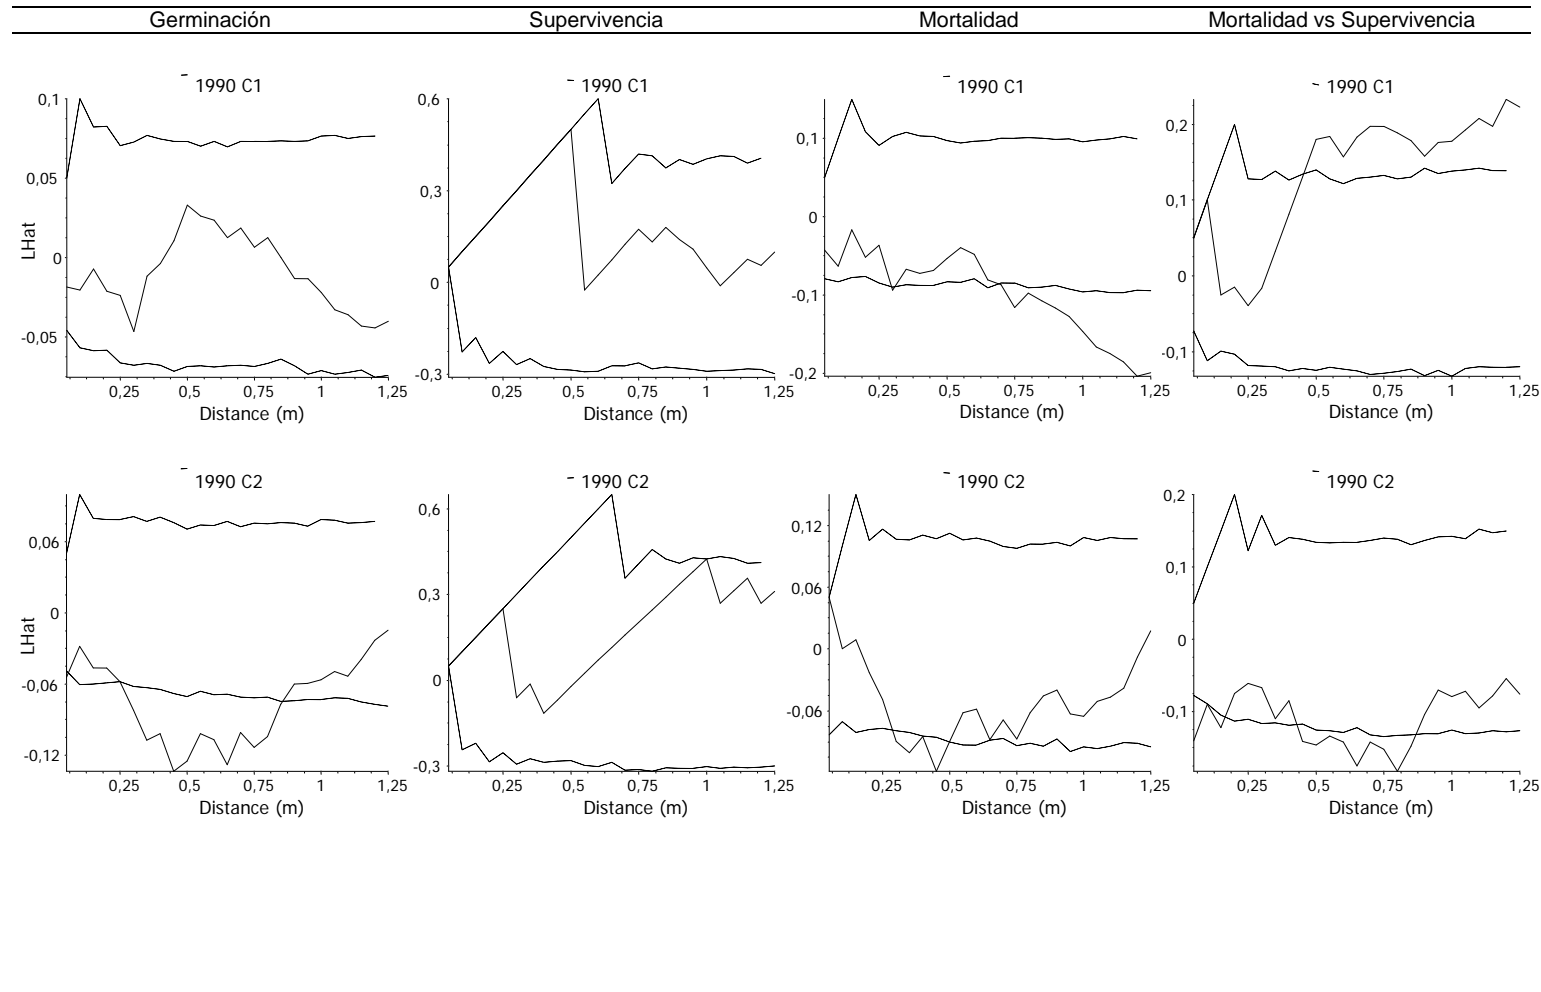 Germinación Supervivencia Mortalidad Mortalidad vs Supervivencia
1990 C1 1990 C1 1990 C1 1990 C1
0,1
0,05
0
-0,05
LHat
0,25 0,5 0,75 1 1,25
Distance (m)
0,6
0,3
0
-0,3
0,25 0,5 0,75 1 1,25
Distance (m)
0,1
0
-0,1
-0,2
0,25 0,5 0,75 1 1,25
Distance (m)
0,2
0,1
0
-0,1
0,25 0,5 0,75 1 1,25
Distance (m)
1990 C2 1990 C2 1990 C2 1990 C2
0,06
0
-0,06
-0,12
LHat
0,25 0,5 0,75 1 1,25
Distance (m)
0,6
0,3
0
-0,3
0,25 0,5 0,75 1 1,25
Distance (m)
0,12
0,06
0
-0,06
0,25 0,5 0,75 1 1,25
Distance (m)
0,2
0,1
0
-0,1
0,25 0,5 0,75 1 1,25
Distance (m)